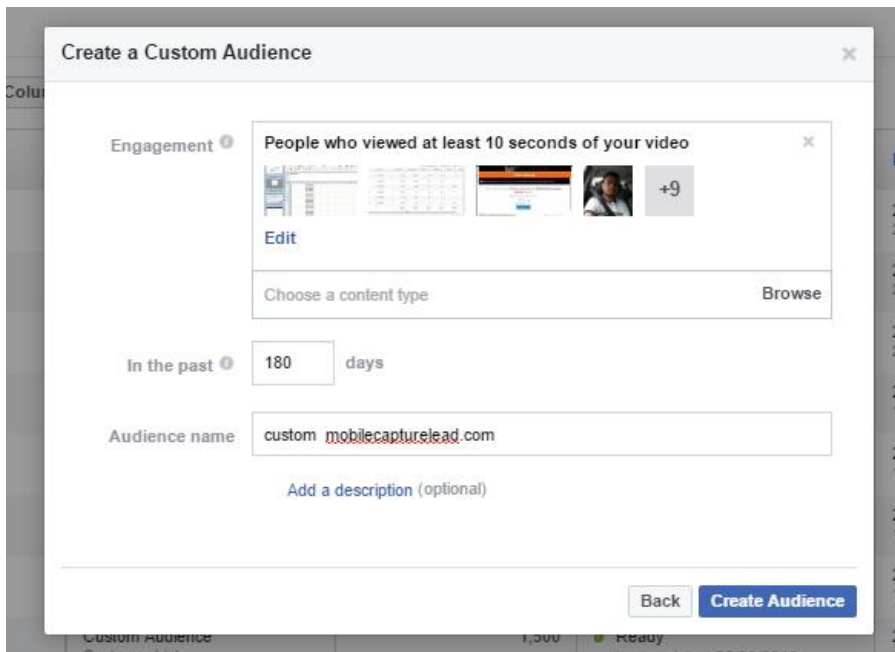 Create a Custom Audience
Colu
Engagement
People who viewed at least 10 seconds of your video
+9
Edit
Choose a content type Browse
In the past 180 days
Audience name custom mobilecapturelead.com
Add a description (optional)
Back Create Audience
Custom Audience 1,500 Ready